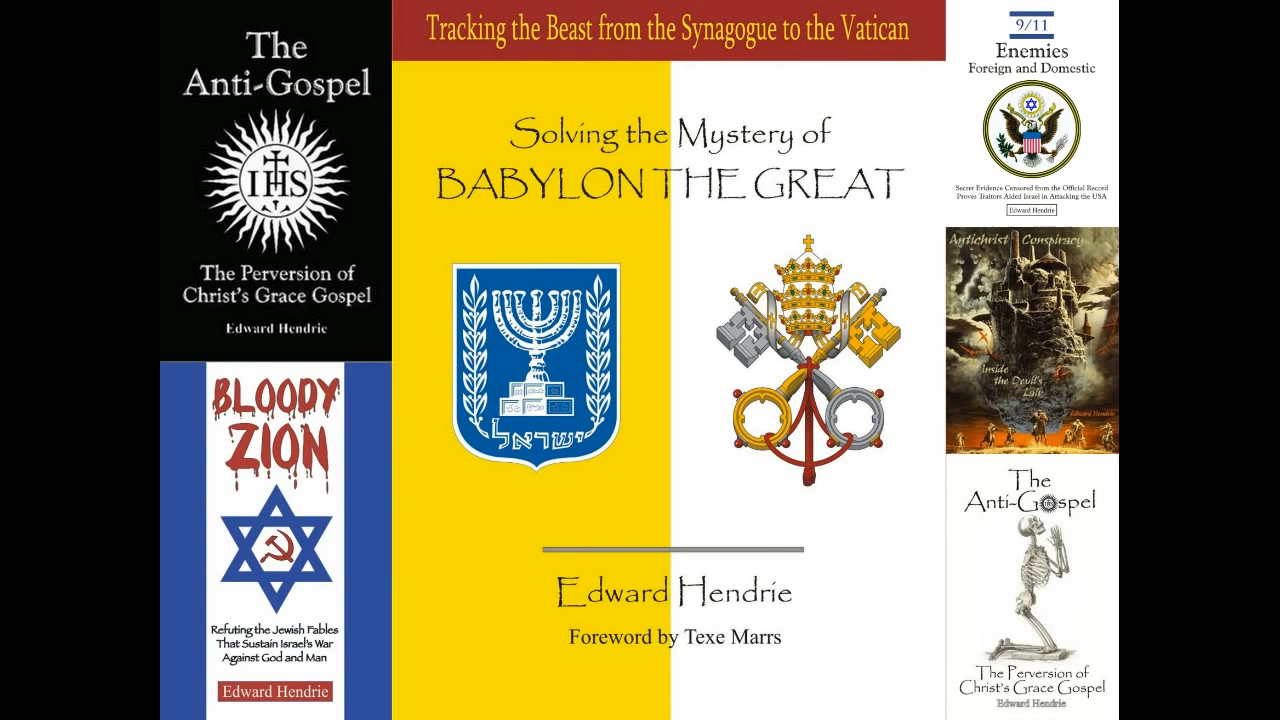 The
Anti-Gospel
IHS
The Perversion of
Christ's Grace Gospel
Edward Hendrie
BLOODY
ZION
Refuting the Jewish Fables
That Sustain Israel's War
Against God and Man
Edward Hendrie
Tracking the Beast from the Synagogue to the Vatican
Solving the Mystery of
BABYLON THE GREAT
ישראל
Edward Hendrie
Foreword by Texe Marrs
9/11
Enemies
Foreign and Domestic
Secret Evidence Censored from the Official Record
Proves Traitors Aided Israel in Attacking the USA
Edward Hendrie
Antichrist Conspiracy
Inside
the Devil's
Lair
Edward Hendrie
The
Anti-Gospel
The Perversion of
Christ's Grace Gospel
Edward Hendrie